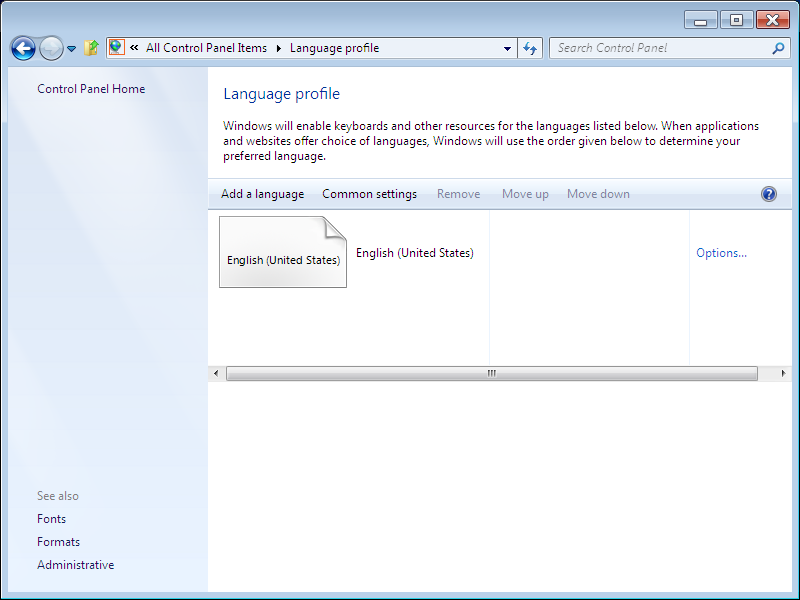 « All Control Panel Items ▸ Language profile
Search Control Panel
Control Panel Home
Language profile
Windows will enable keyboards and other resources for the languages listed below. When applications
and websites offer choice of languages, Windows will use the order given below to determine your
preferred language.
Add a language Common settings Remove Move up Move down
English (United States) English (United States) Options...
See also
Fonts
Formats
Administrative